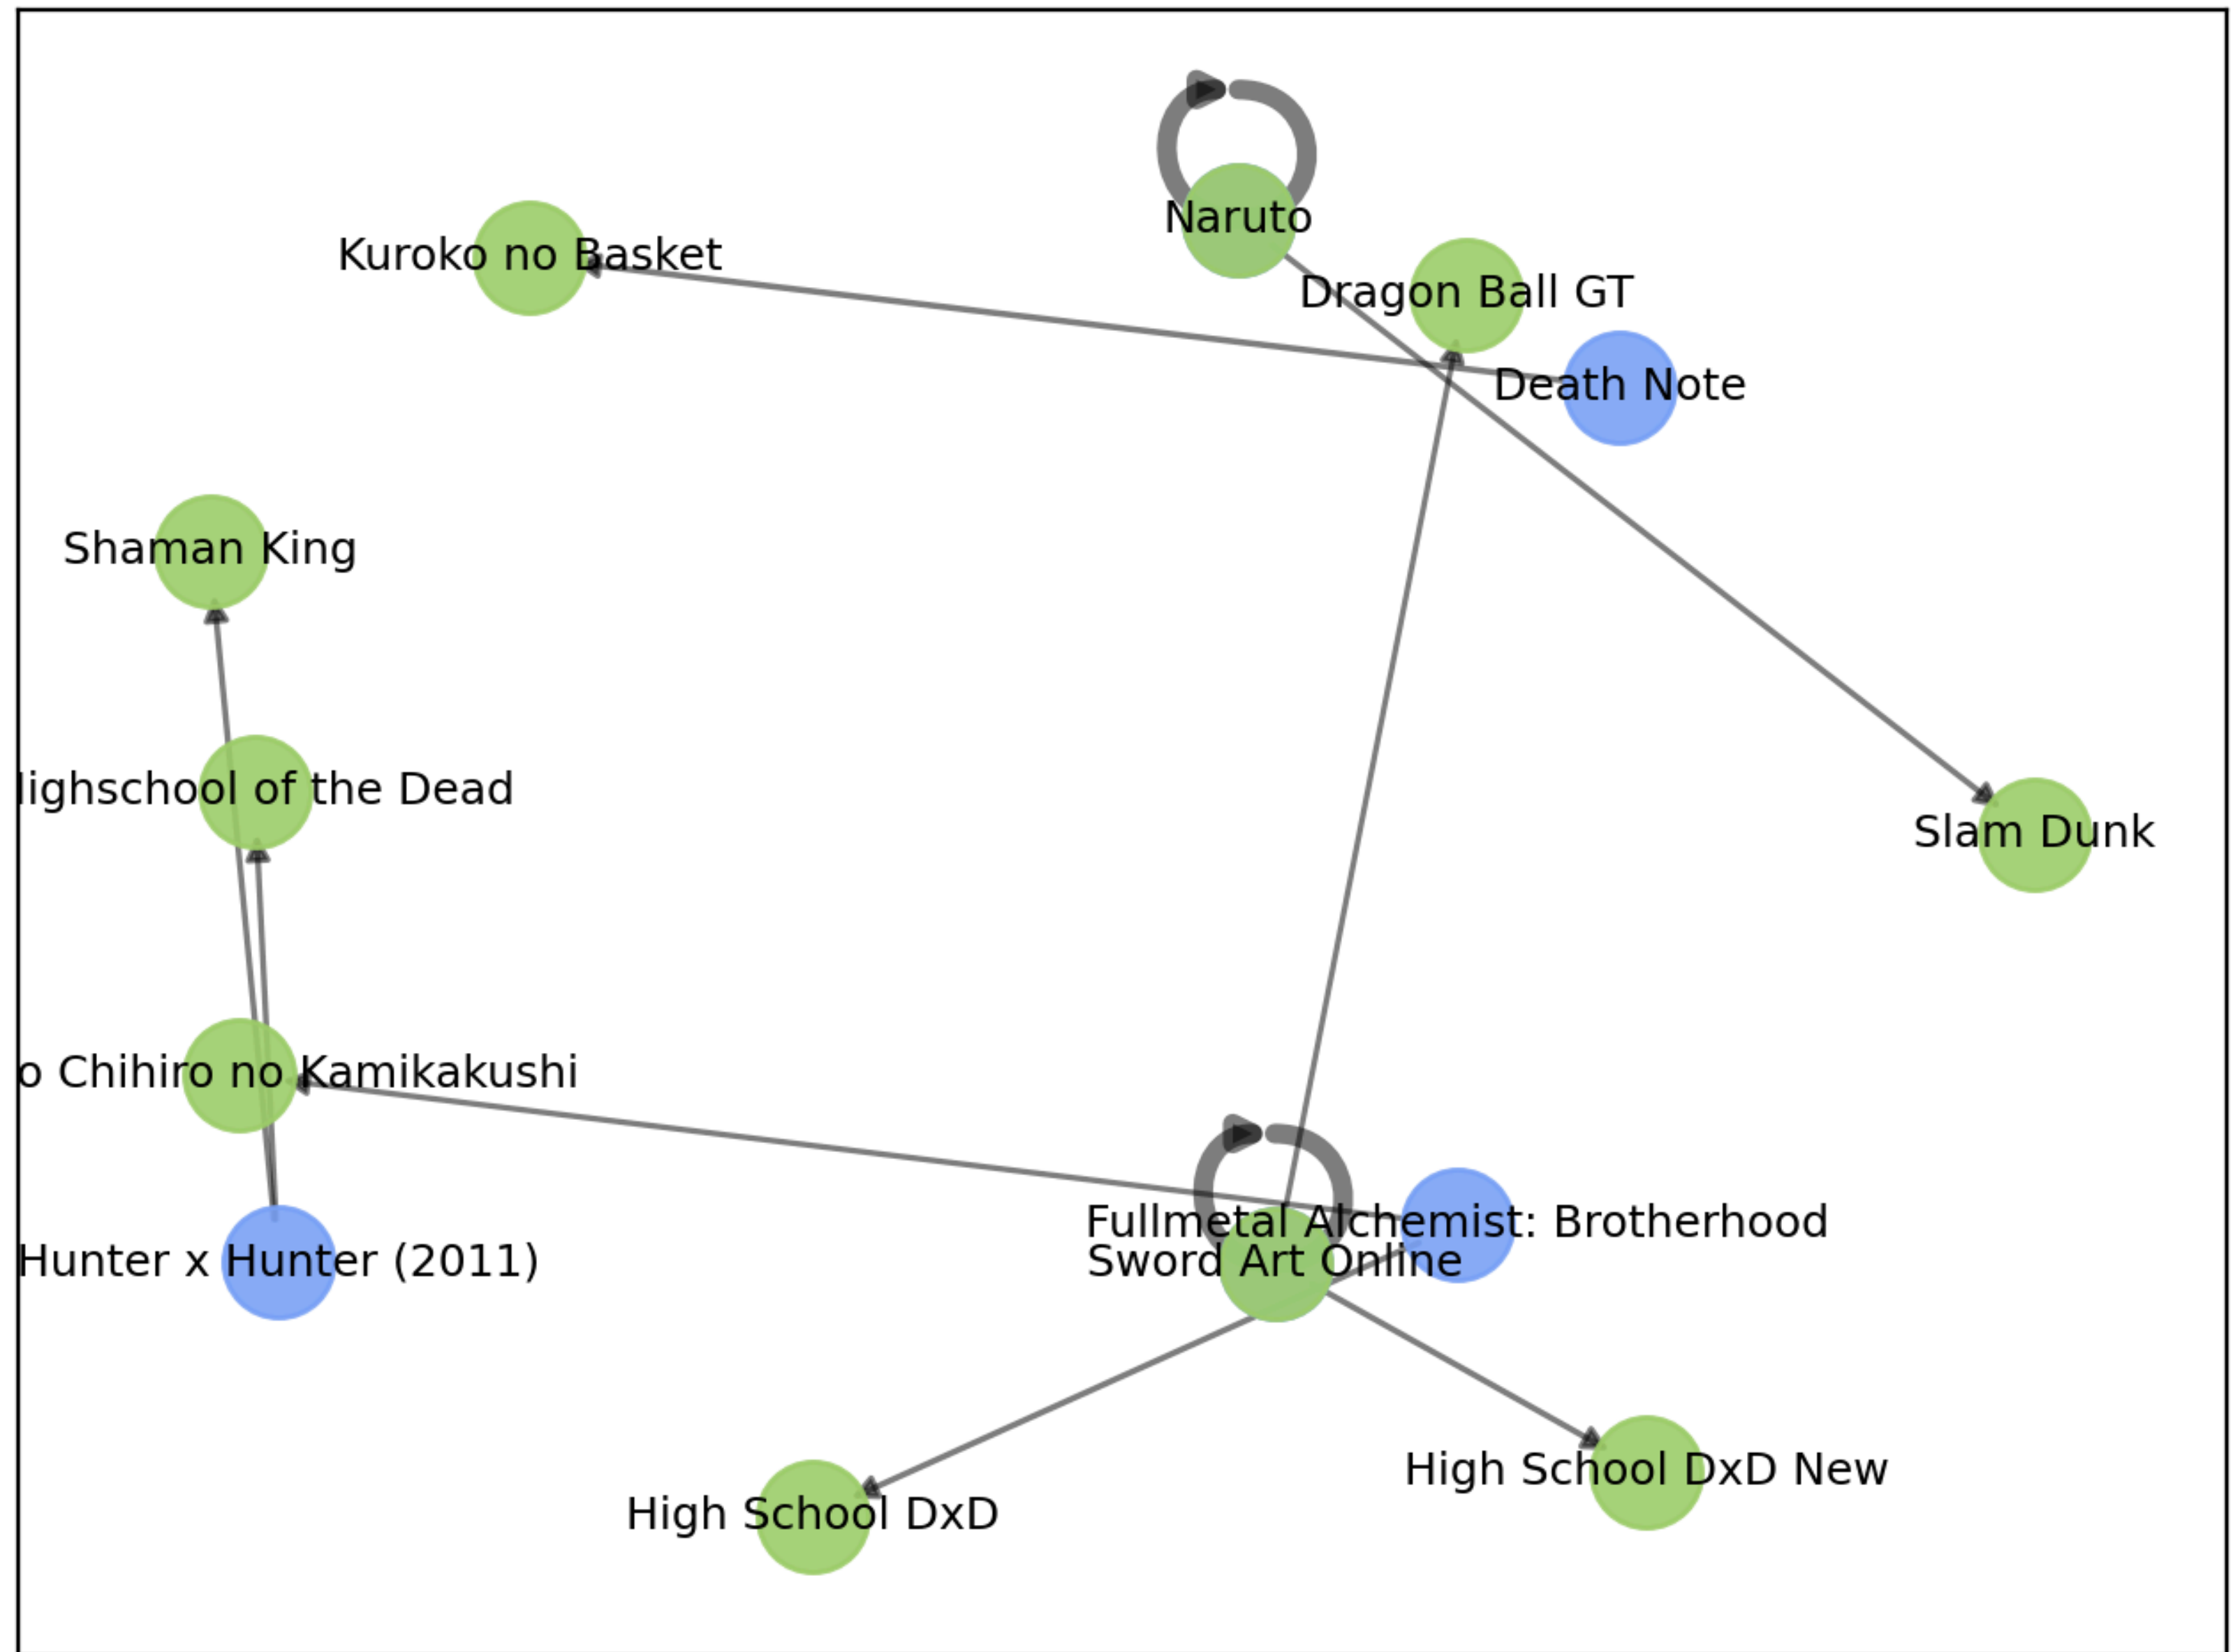 Naruto
Kuroko no Basket
Dragon Ball GT
Death Note
Shaman King
ighschool of the Dead
Slam Dunk
o Chihiro no Kamikakushi
Fullmetal Alchemist: Brotherhood
Sword Art Online
Hunter x Hunter (2011)
High School DxD New
High School DxD